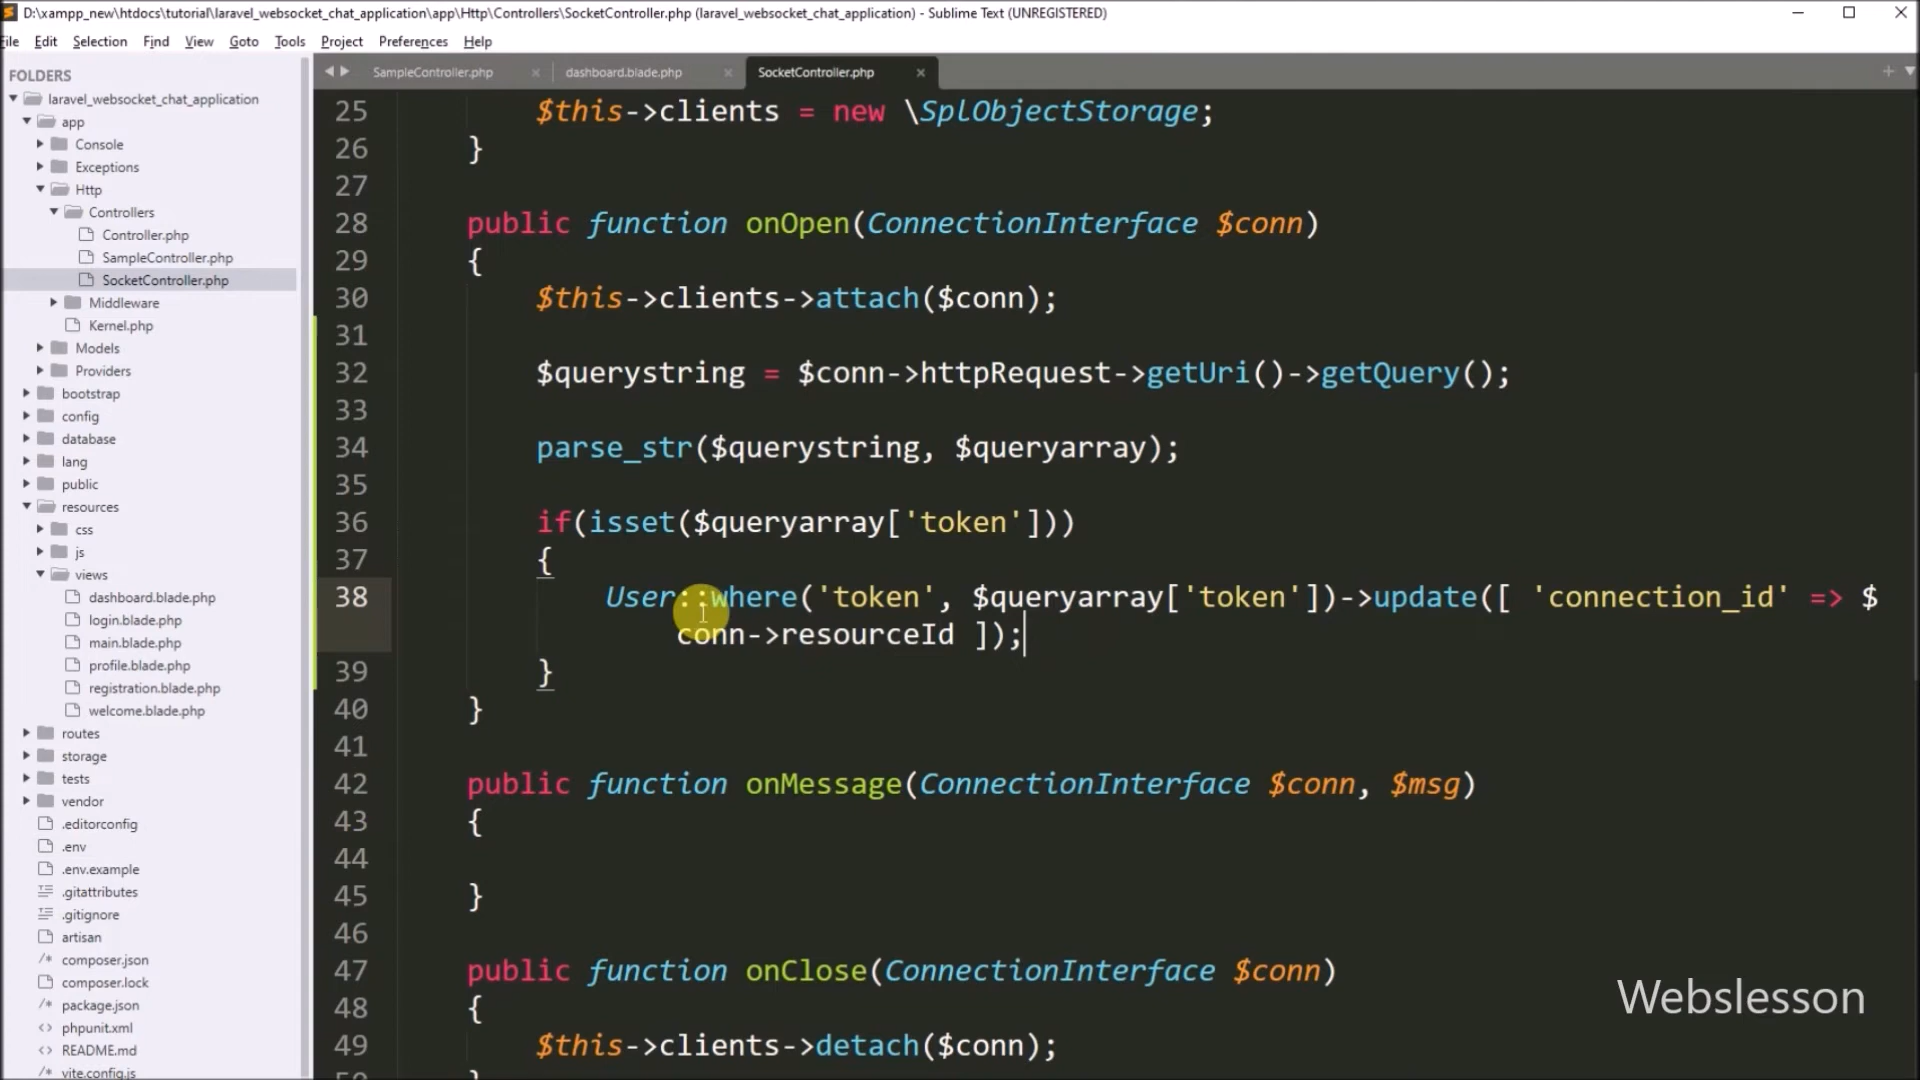 D:\xampp_new\htdocs\tutorial\laravel_websocket_chat_application\app\Http\Controllers\SocketController.php (laravel_websocket_chat_application) - Sublime Text (UNREGISTERED)
File Edit Selection Find View Goto Tools Project Preferences Help
FOLDERS
laravel_websocket_chat_application
app
Console
Exceptions
Http
Controllers
Controller.php
SampleController.php
SocketController.php
Middleware
Kernel.php
Models
Providers
bootstrap
config
database
lang
public
resources
css
js
views
dashboard.blade.php
login.blade.php
main.blade.php
profile.blade.php
registration.blade.php
welcome.blade.php
routes
storage
tests
vendor
.editorconfig
.env
.env.example
.gitattributes
.gitignore
artisan
composer.json
composer.lock
package.json
phpunit.xml
README.md
vite.config.js
SampleController.php dashboard.blade.php SocketController.php
25 $this->clients = new \SplObjectStorage;
26 }
27
28 public function onOpen(ConnectionInterface $conn)
29 {
30 $this->clients->attach($conn);
31
32 $querystring = $conn->httpRequest->getUri()->getQuery();
33
34 parse_str($querystring, $queryarray);
35
36 if(isset($queryarray['token']))
37 {
38 User::where('token', $queryarray['token'])->update([ 'connection_id' => $
conn->resourceId ]);
39 }
40 }
41
42 public function onMessage(ConnectionInterface $conn, $msg)
43 {
44
45 }
46
47 public function onClose(ConnectionInterface $conn)
48 {
49 $this->clients->detach($conn);
Webslesson